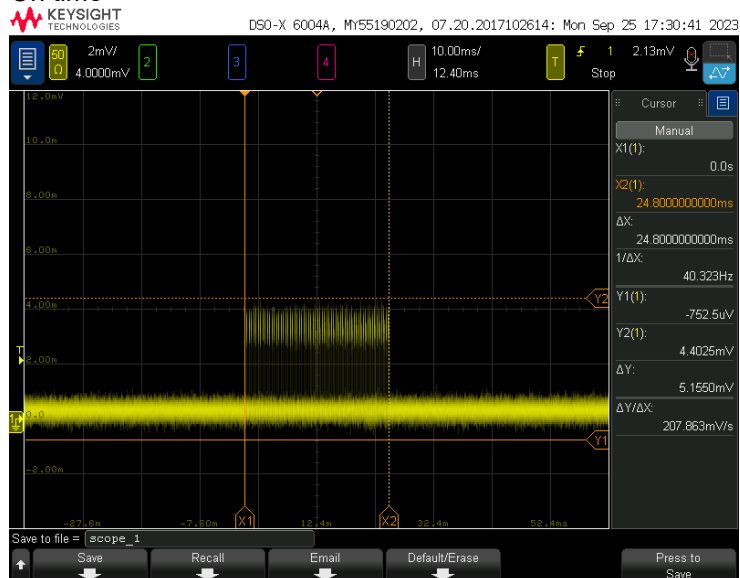 KEYSIGHT
TECHNOLOGIES
DSO-X 6004A, MY55190202, 07.20.2017102614: Mon Sep 25 17:30:41 2023
50 Ω
2mV/
4.0000mV
2
3
4
H
10.00ms/
12.40ms
T
1
Stop
2.13mV
12.0mV
10.0m
8.00m
6.00m
4.00m
2.00m
0.0
-2.00m
T
Y2
Y1
-27.6m
-7.60m
X1
12.4m
X2
32.4m
52.4ms
Cursor
Manual
X1(1):
0.0s
X2(1):
24.8000000000ms
ΔX:
24.8000000000ms
1/ΔX:
40.323Hz
Y1(1):
-752.5uV
Y2(1):
4.4025mV
ΔY:
5.1550mV
ΔY/ΔX:
207.863mV/s
Save to file = scope_1
Save
Recall
Email
Default/Erase
Press to
Save